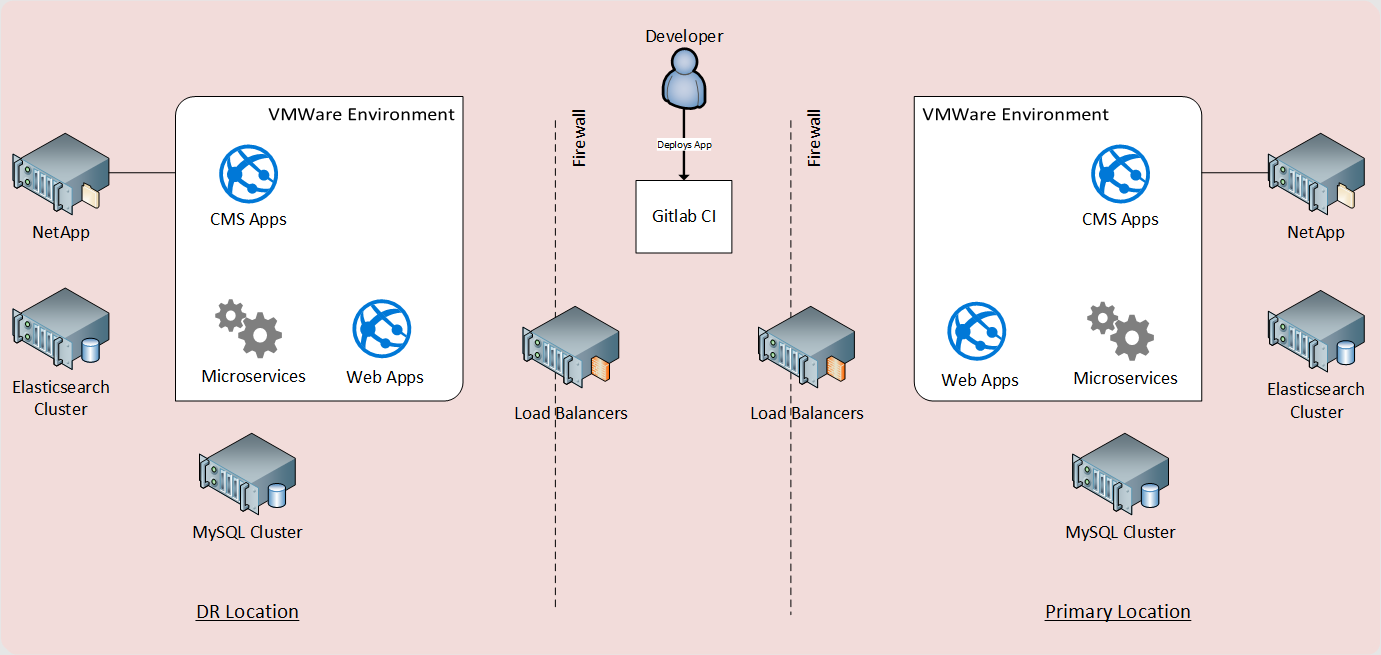 Developer
VMWare Environment
Firewall
Firewall
VMWare Environment
Deploys App
CMS Apps
Gitlab CI
CMS Apps
NetApp
NetApp
Microservices
Web Apps
Web Apps
Microservices
Elasticsearch
Cluster
Load Balancers
Load Balancers
Elasticsearch
Cluster
MySQL Cluster
MySQL Cluster
DR Location
Primary Location